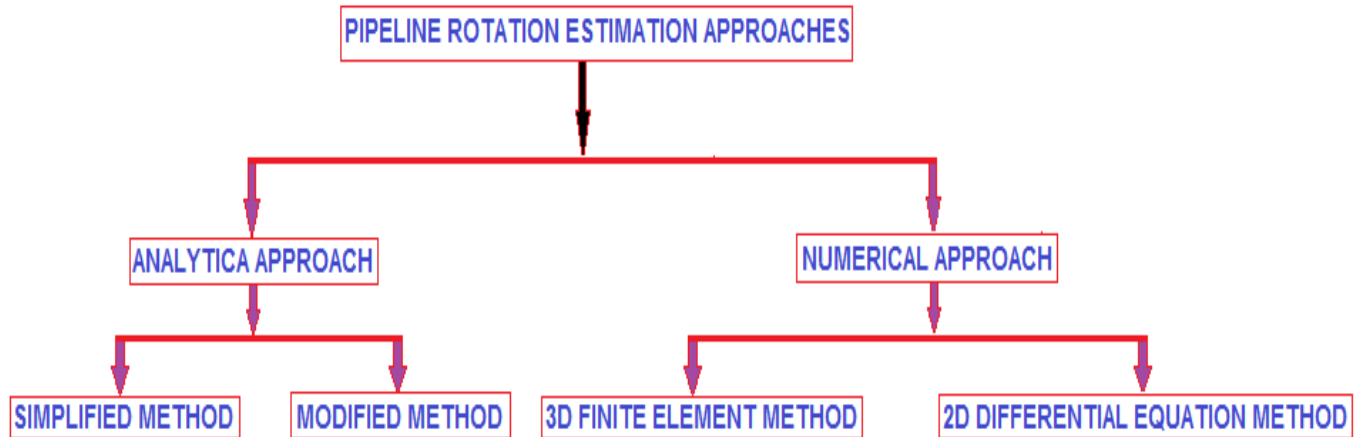 PIPELINE ROTATION ESTIMATION APPROACHES
ANALYTICA APPROACH
NUMERICAL APPROACH
SIMPLIFIED METHOD
MODIFIED METHOD
3D FINITE ELEMENT METHOD
2D DIFFERENTIAL EQUATION METHOD